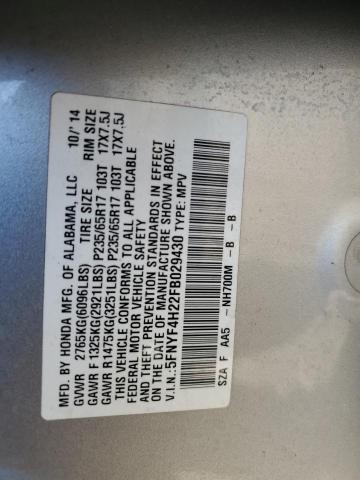 MFD. BY HONDA MFG. OF ALABAMA, LLC 10/'14
GVWR 2765KG(6096LBS) TIRE SIZE RIM SIZE
GAWR F 1325KG(2921LBS) P235/65R17 103T 17X7.5J
GAWR R1475KG(3251LBS) P235/65R17 103T 17X7.5J
THIS VEHICLE CONFORMS TO ALL APPLICABLE
FEDERAL MOTOR VEHICLE SAFETY
AND THEFT PREVENTION STANDARDS IN EFFECT
ON THE DATE OF MANUFACTURE SHOWN ABOVE.
V.I.N.: 5FNYF4H22FB029430 TYPE: MPV
SZA F AA5 -NH700M -B -B